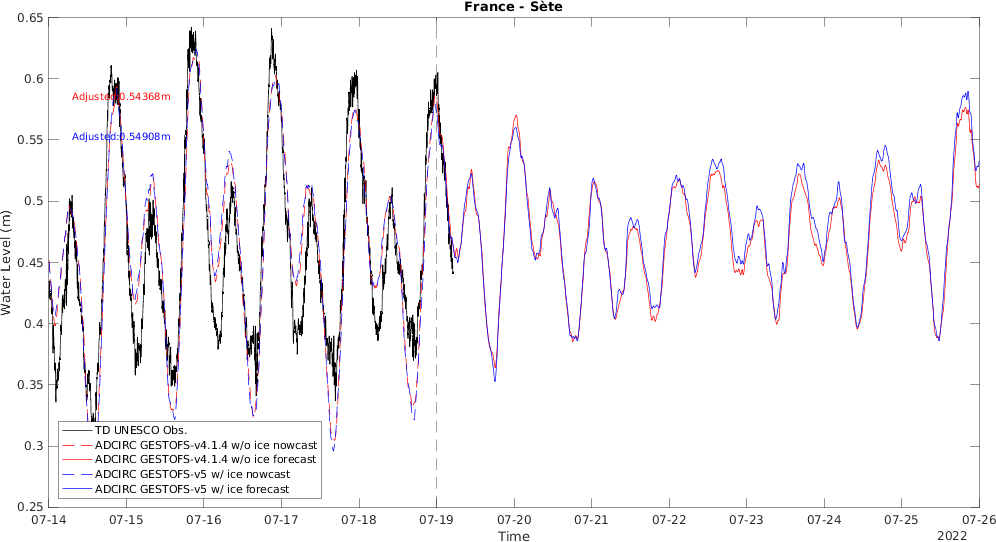 France - Sète
Water Level (m)
0.65
0.6
0.55
0.5
0.45
0.4
0.35
0.3
0.25
Adjusted:0.54368m
Adjusted:0.54908m
TD UNESCO Obs.
ADCIRC GESTOFS-v4.1.4 w/o ice nowcast
ADCIRC GESTOFS-v4.1.4 w/o ice forecast
ADCIRC GESTOFS-v5 w/ ice nowcast
ADCIRC GESTOFS-v5 w/ ice forecast
07-14 07-15 07-16 07-17 07-18 07-19 07-20 07-21 07-22 07-23 07-24 07-25 07-26
Time
2022